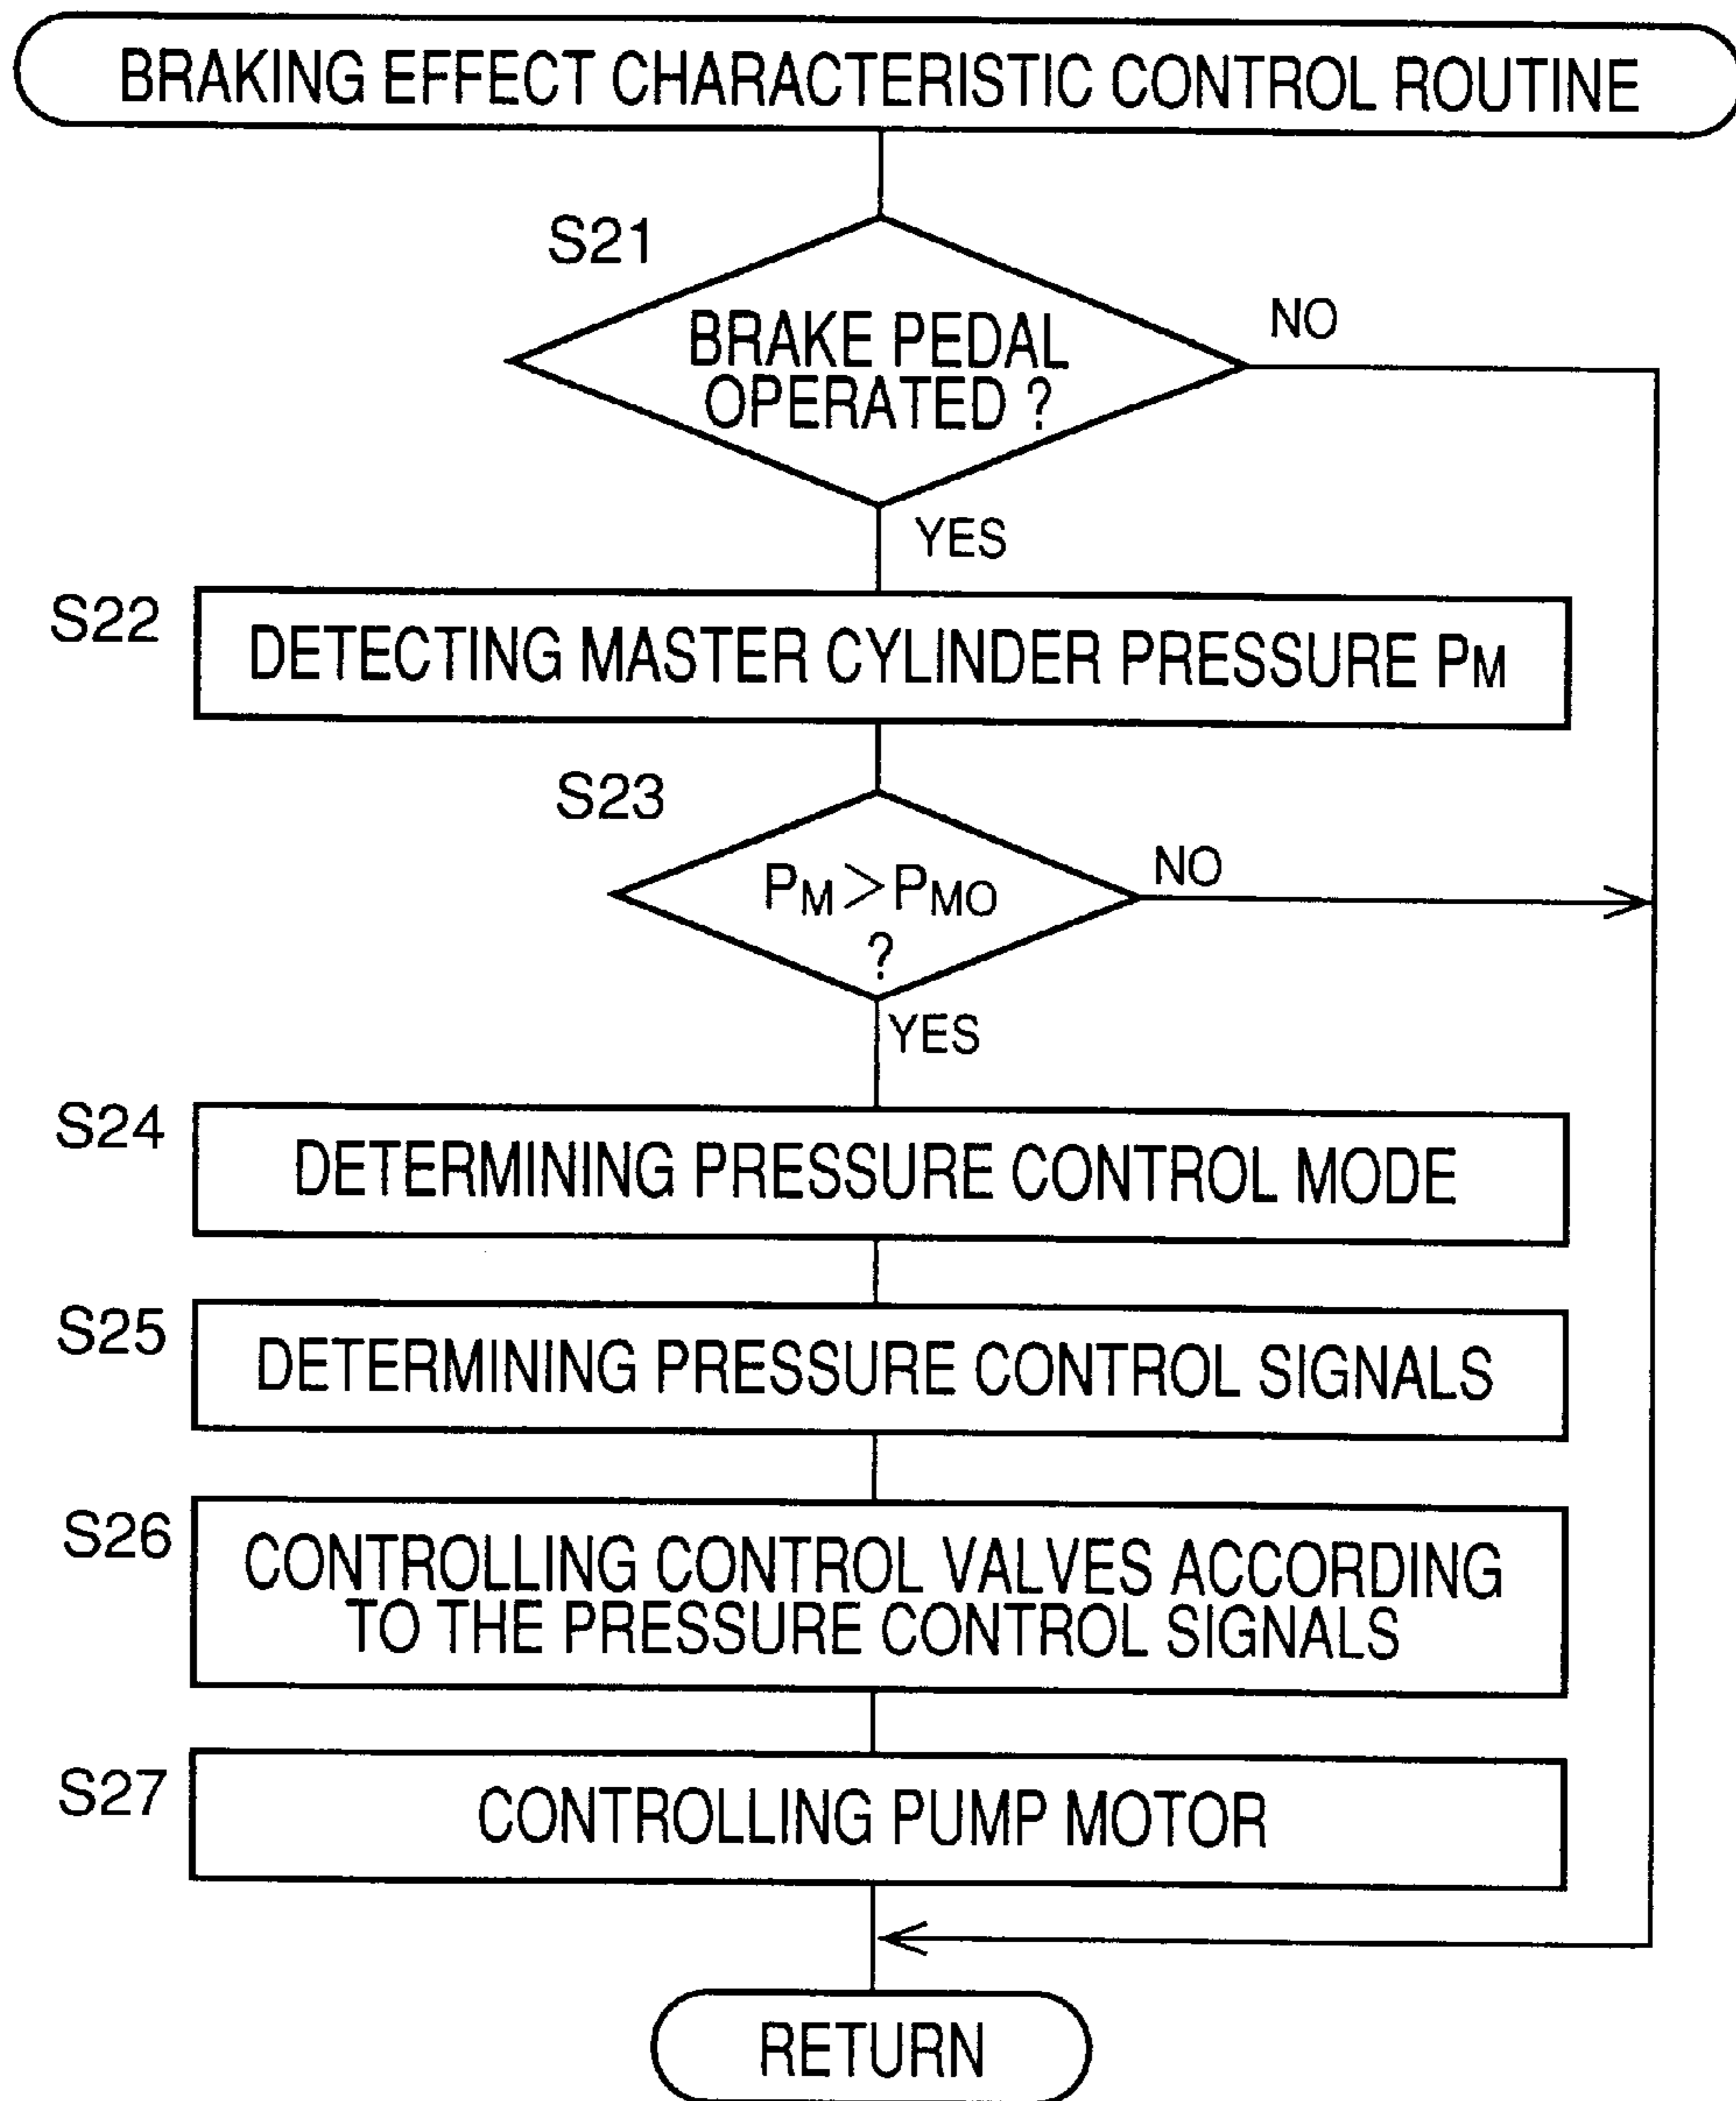 BRAKING EFFECT CHARACTERISTIC CONTROL ROUTINE
S21
BRAKE PEDAL
OPERATED ?
NO
YES
S22
DETECTING MASTER CYLINDER PRESSURE PM
S23
PM>PMO
?
NO
YES
S24
DETERMINING PRESSURE CONTROL MODE
S25
DETERMINING PRESSURE CONTROL SIGNALS
S26
CONTROLLING CONTROL VALVES ACCORDING
TO THE PRESSURE CONTROL SIGNALS
S27
CONTROLLING PUMP MOTOR
RETURN